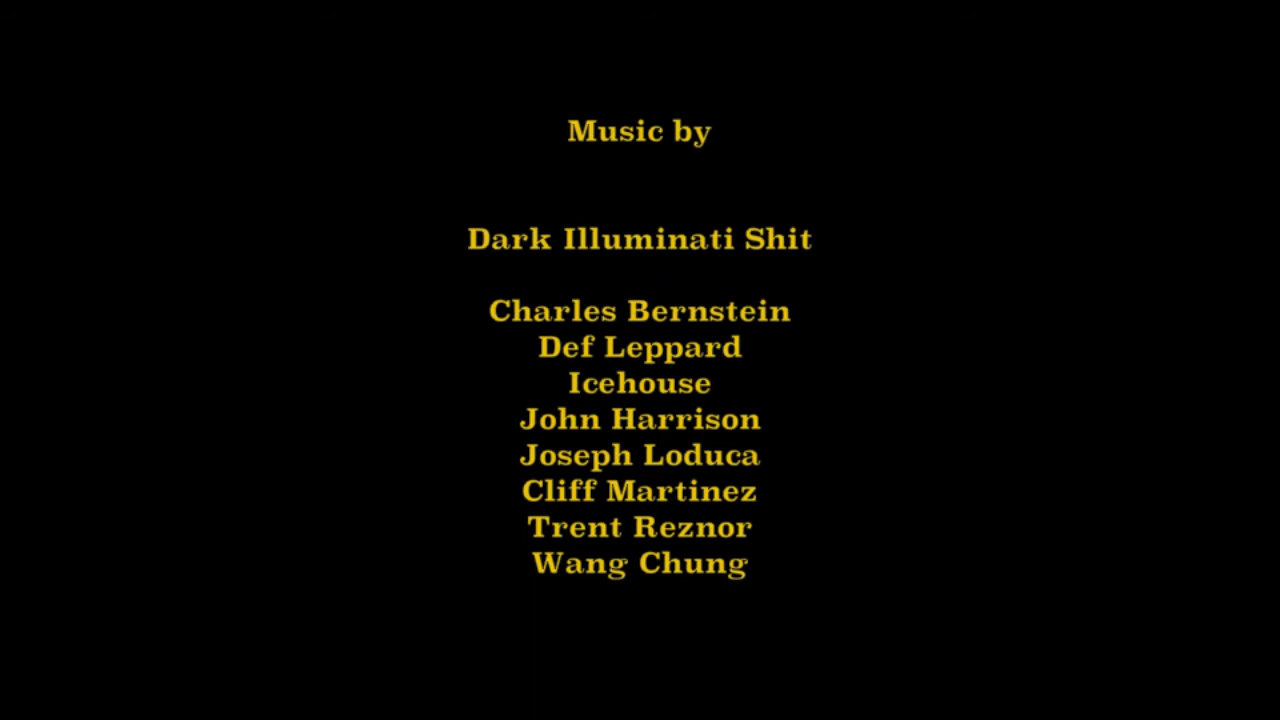 Music by
Dark Illuminati Shit
Charles Bernstein
Def Leppard
Icehouse
John Harrison
Joseph Loduca
Cliff Martinez
Trent Reznor
Wang Chung